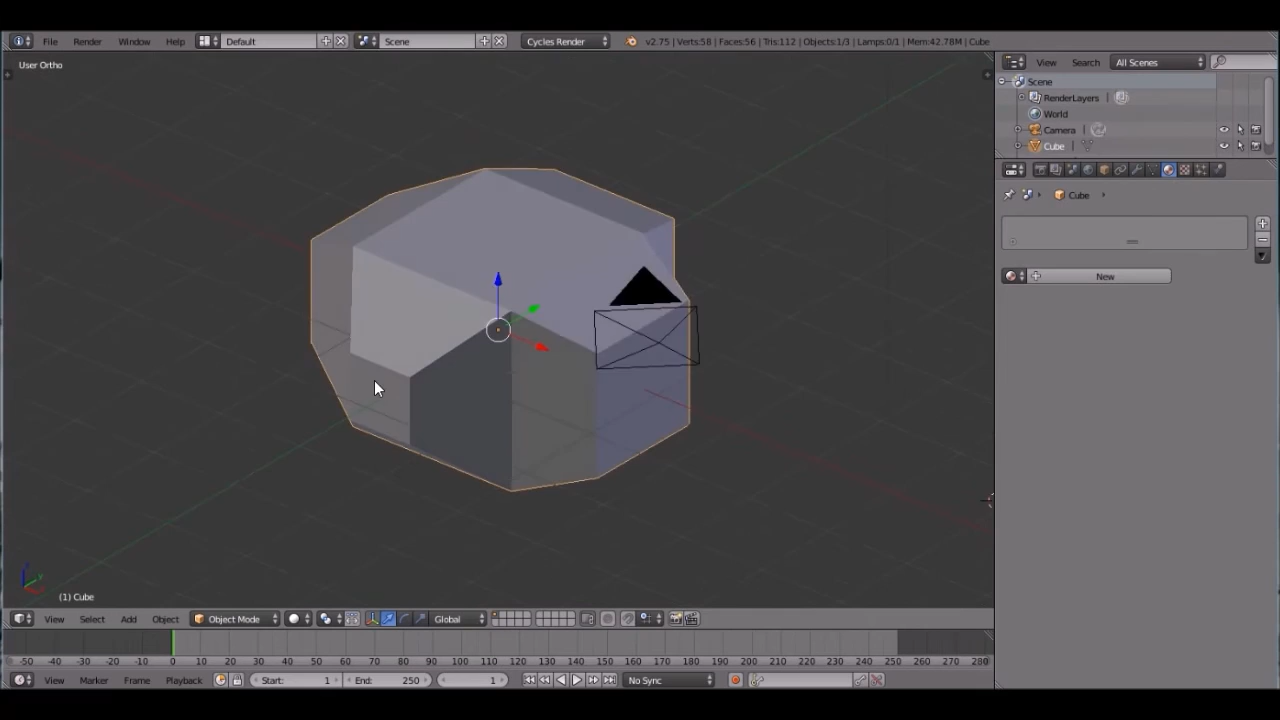 File Render Window Help Default Scene Cycles Render v2.75 | Verts:58 | Faces:56 | Tris:112 | Objects:1/3 | Lamps:0/1 | Mem:42.78M | Cube
User Ortho
View Search All Scenes
Scene
RenderLayers
World
Camera
Cube
Cube
New
(1) Cube
View Select Add Object Object Mode Global
-50 -40 -30 -20 -10 0 10 20 30 40 50 60 70 80 90 100 110 120 130 140 150 160 170 180 190 200 210 220 230 240 250 260 270 280
View Marker Frame Playback Start: 1 End: 250 1 No Sync